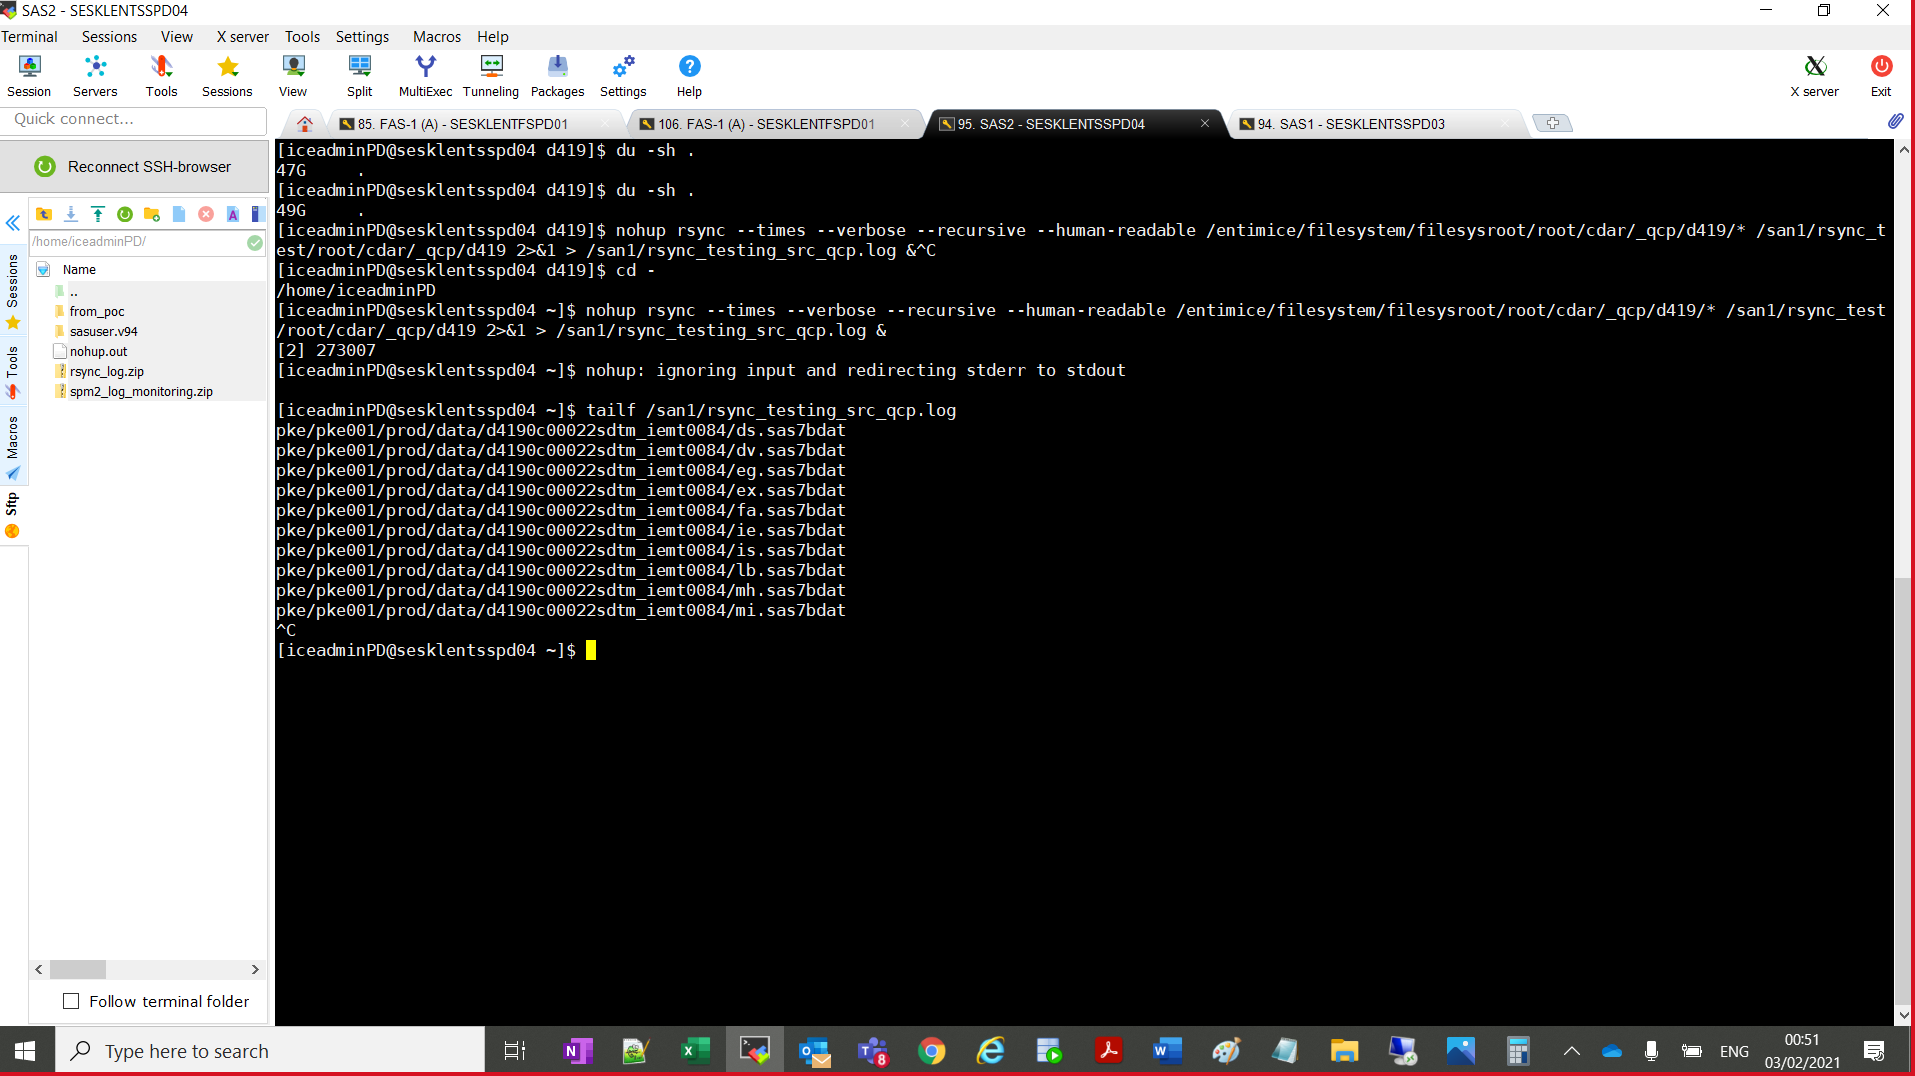 SAS2 - SESKLENTSSPD04
Terminal Sessions View X server Tools Settings Macros Help
Session Servers Tools Sessions View Split MultiExec Tunneling Packages Settings Help X server Exit
Quick connect...
85. FAS-1 (A) - SESKLENTFSPD01
106. FAS-1 (A) - SESKLENTFSPD01
95. SAS2 - SESKLENTSSPD04
94. SAS1 - SESKLENTSSPD03
Reconnect SSH-browser
/home/iceadminPD/
Name
..
from_poc
sasuser.v94
nohup.out
rsync_log.zip
spm2_log_monitoring.zip
Sessions
Tools
Macros
Sftp
Follow terminal folder
[iceadminPD@sesklentsspd04 d419]$ du -sh .
47G .
[iceadminPD@sesklentsspd04 d419]$ du -sh .
49G .
[iceadminPD@sesklentsspd04 d419]$ nohup rsync --times --verbose --recursive --human-readable /entimice/filesystem/filesysroot/root/cdar/_qcp/d419/* /san1/rsync_t
est/root/cdar/_qcp/d419 2>&1 > /san1/rsync_testing_src_qcp.log &^C
[iceadminPD@sesklentsspd04 d419]$ cd -
/home/iceadminPD
[iceadminPD@sesklentsspd04 ~]$ nohup rsync --times --verbose --recursive --human-readable /entimice/filesystem/filesysroot/root/cdar/_qcp/d419/* /san1/rsync_test
/root/cdar/_qcp/d419 2>&1 > /san1/rsync_testing_src_qcp.log &
[2] 273007
[iceadminPD@sesklentsspd04 ~]$ nohup: ignoring input and redirecting stderr to stdout
[iceadminPD@sesklentsspd04 ~]$ tailf /san1/rsync_testing_src_qcp.log
pke/pke001/prod/data/d4190c00022sdtm_iemt0084/ds.sas7bdat
pke/pke001/prod/data/d4190c00022sdtm_iemt0084/dv.sas7bdat
pke/pke001/prod/data/d4190c00022sdtm_iemt0084/eg.sas7bdat
pke/pke001/prod/data/d4190c00022sdtm_iemt0084/ex.sas7bdat
pke/pke001/prod/data/d4190c00022sdtm_iemt0084/fa.sas7bdat
pke/pke001/prod/data/d4190c00022sdtm_iemt0084/ie.sas7bdat
pke/pke001/prod/data/d4190c00022sdtm_iemt0084/is.sas7bdat
pke/pke001/prod/data/d4190c00022sdtm_iemt0084/lb.sas7bdat
pke/pke001/prod/data/d4190c00022sdtm_iemt0084/mh.sas7bdat
pke/pke001/prod/data/d4190c00022sdtm_iemt0084/mi.sas7bdat
^C
[iceadminPD@sesklentsspd04 ~]$
Type here to search
8
ENG
00:51
03/02/2021